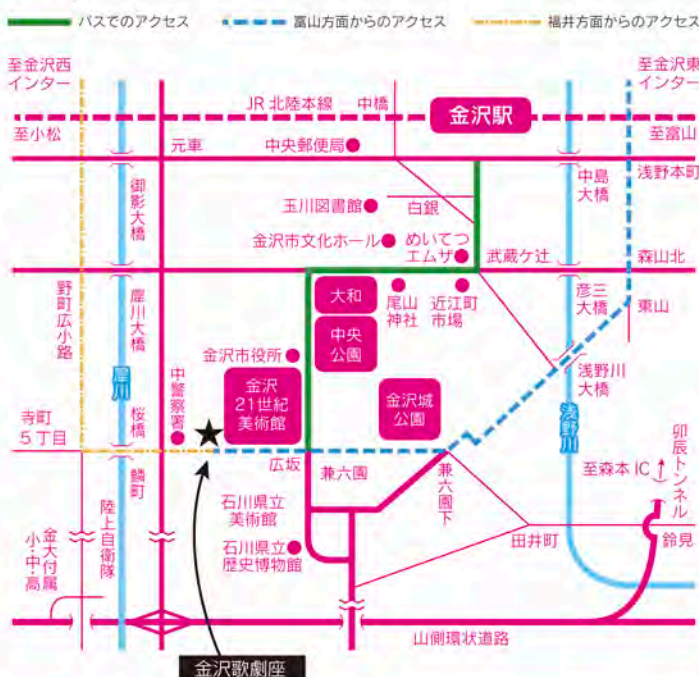 バスでのアクセス
富山方面からのアクセス
福井方面からのアクセス
至金沢西
インター
至金沢東
インター
JR 北陸本線
中橋
金沢駅
至小松
至富山
元車
中央郵便局
中島
大橋
浅野本町
御影大橋
玉川図書館
白銀
金沢市文化ホール
めいてつ
エムザ
武蔵ケ辻
森山北
野町広小路
犀川大橋
大和
尾山
神社
近江町
市場
彦三
大橋
東山
中央
公園
金沢市役所
浅野川
大橋
犀川
中警察署
金沢
21世紀
美術館
金沢城
公園
浅野川
桜橋
寺町
5丁目
卯辰トンネル
至森本 IC
鱗町
広坂
兼六園
兼六園下
陸上自衛隊
石川県立
美術館
田井町
鈴見
金大付属
小・中・高
石川県立
歴史博物館
山側環状道路
金沢歌劇座